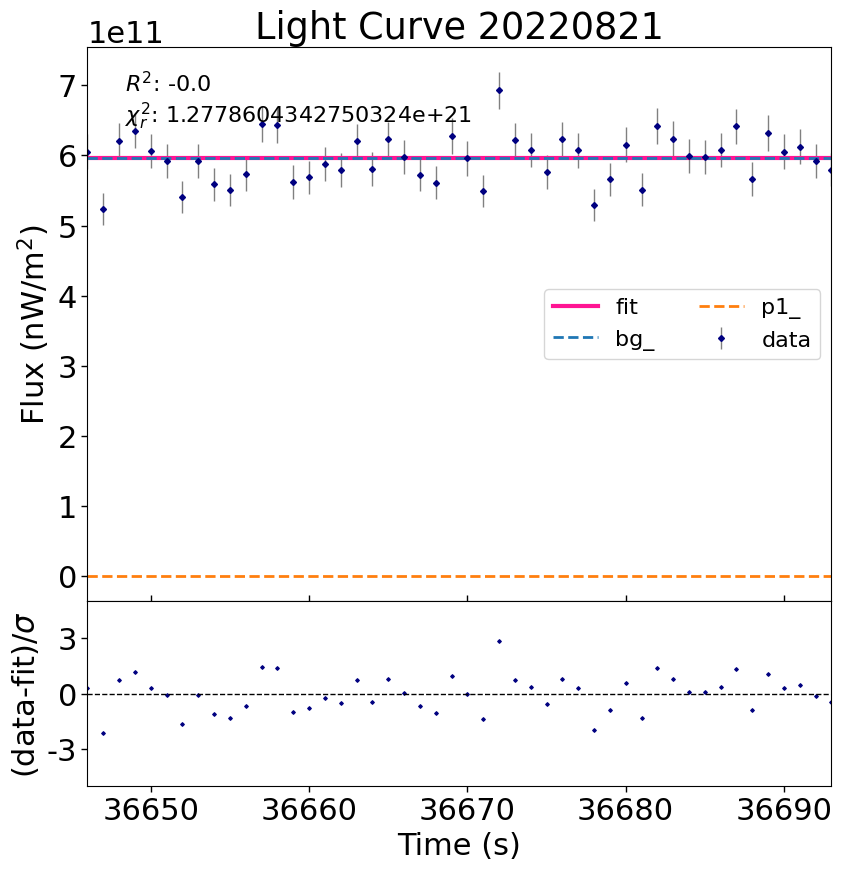 Light Curve 20220821
1e11
R²: -0.0
χ²ᵣ: 1.2778604342750324e+21
7
6
5
4
3
2
1
0
Flux (nW/m²)
fit
bg_
p1_
data
3
0
-3
(data-fit)/σ
36650 36660 36670 36680 36690
Time (s)